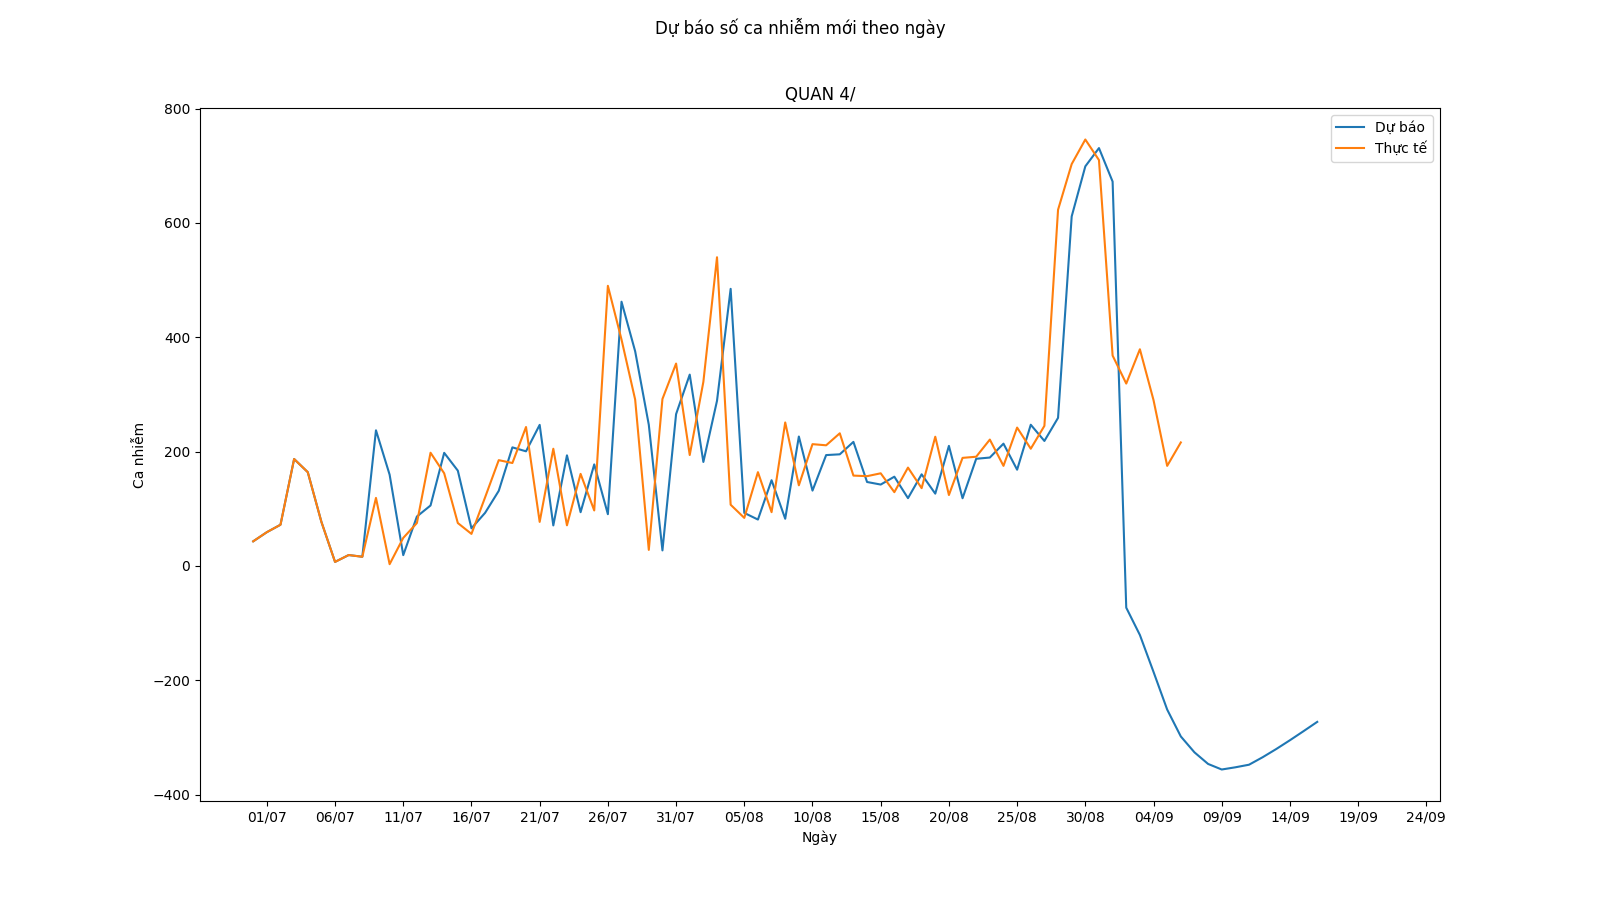 Dự báo số ca nhiễm mới theo ngày
QUAN 4/
Dự báo
Thực tế
Ca nhiễm
800
600
400
200
0
−200
−400
01/07 06/07 11/07 16/07 21/07 26/07 31/07 05/08 10/08 15/08 20/08 25/08 30/08 04/09 09/09 14/09 19/09 24/09
Ngày